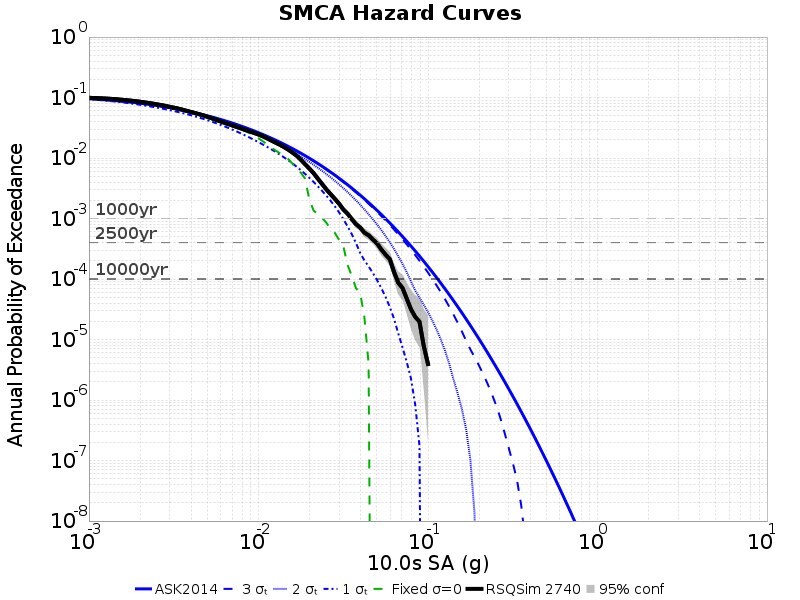 SMCA Hazard Curves
Annual Probability of Exceedance
10^0
10^-1
10^-2
10^-3
10^-4
10^-5
10^-6
10^-7
10^-8
1000yr
2500yr
10000yr
10^-3 10^-2 10^-1 10^0 10^1
10.0s SA (g)
ASK2014 3 σₜ 2 σₜ 1 σₜ Fixed σ=0 RSQSim 2740 95% conf